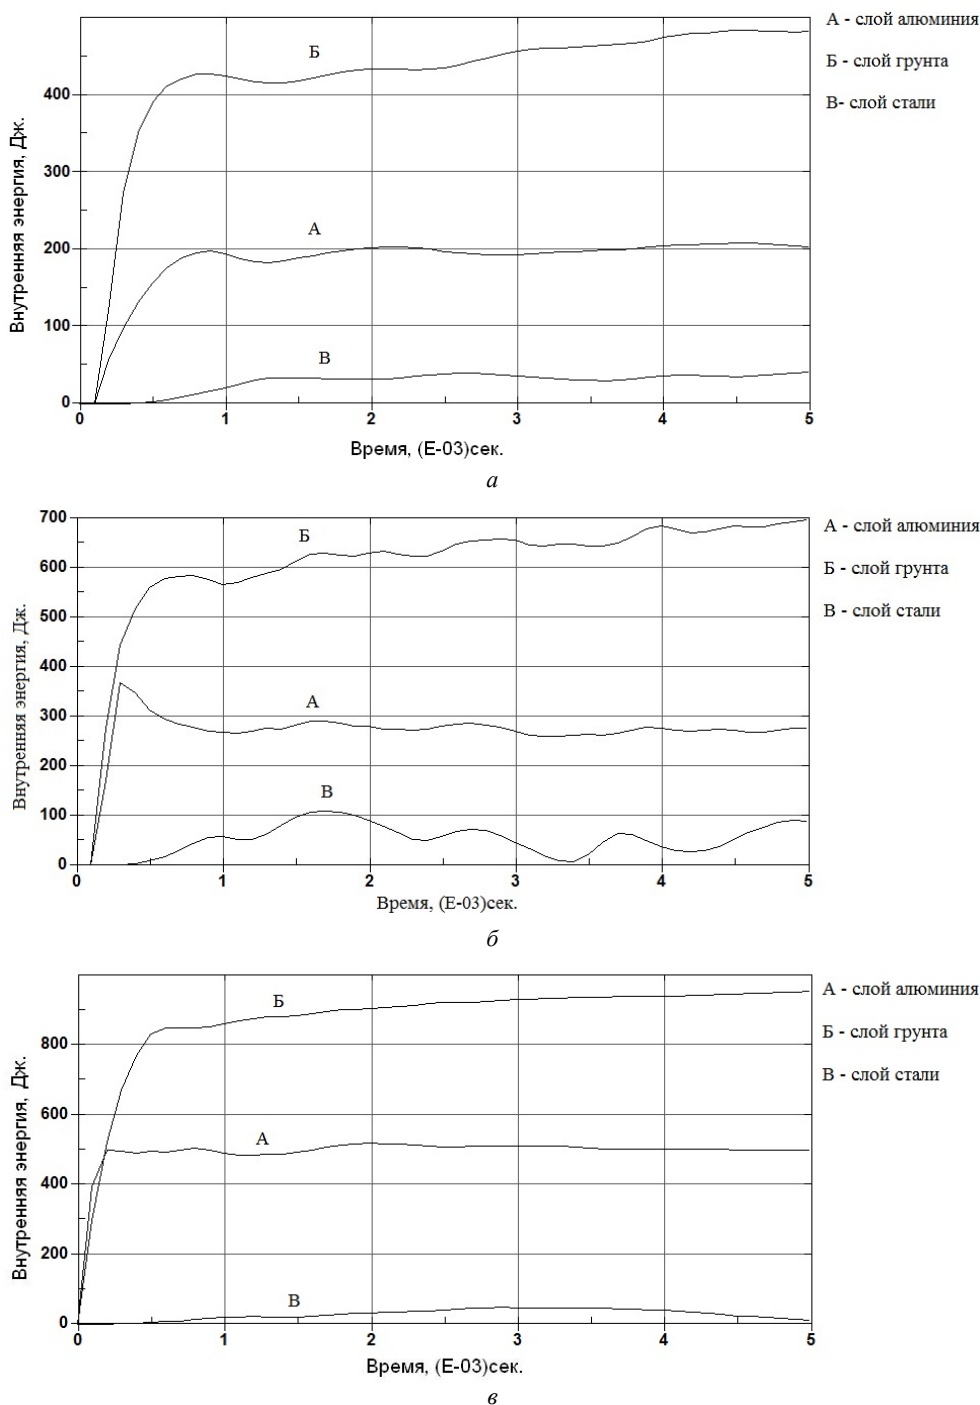 А - слой алюминия
Б - слой грунта
В- слой стали
Внутренняя энергия, Дж.
400
300
200
100
0
Б
А
В
0 1 2 3 4 5
Время, (Е-03)сек.
а
А - слой алюминия
Б - слой грунта
В - слой стали
Внутренняя энергия, Дж.
700
600
500
400
300
200
100
0
Б
А
В
0 1 2 3 4 5
Время, (Е-03)сек.
б
А - слой алюминия
Б - слой грунта
В - слой стали
Внутренняя энергия, Дж.
800
600
400
200
0
Б
А
В
0 1 2 3 4 5
Время, (Е-03)сек.
в